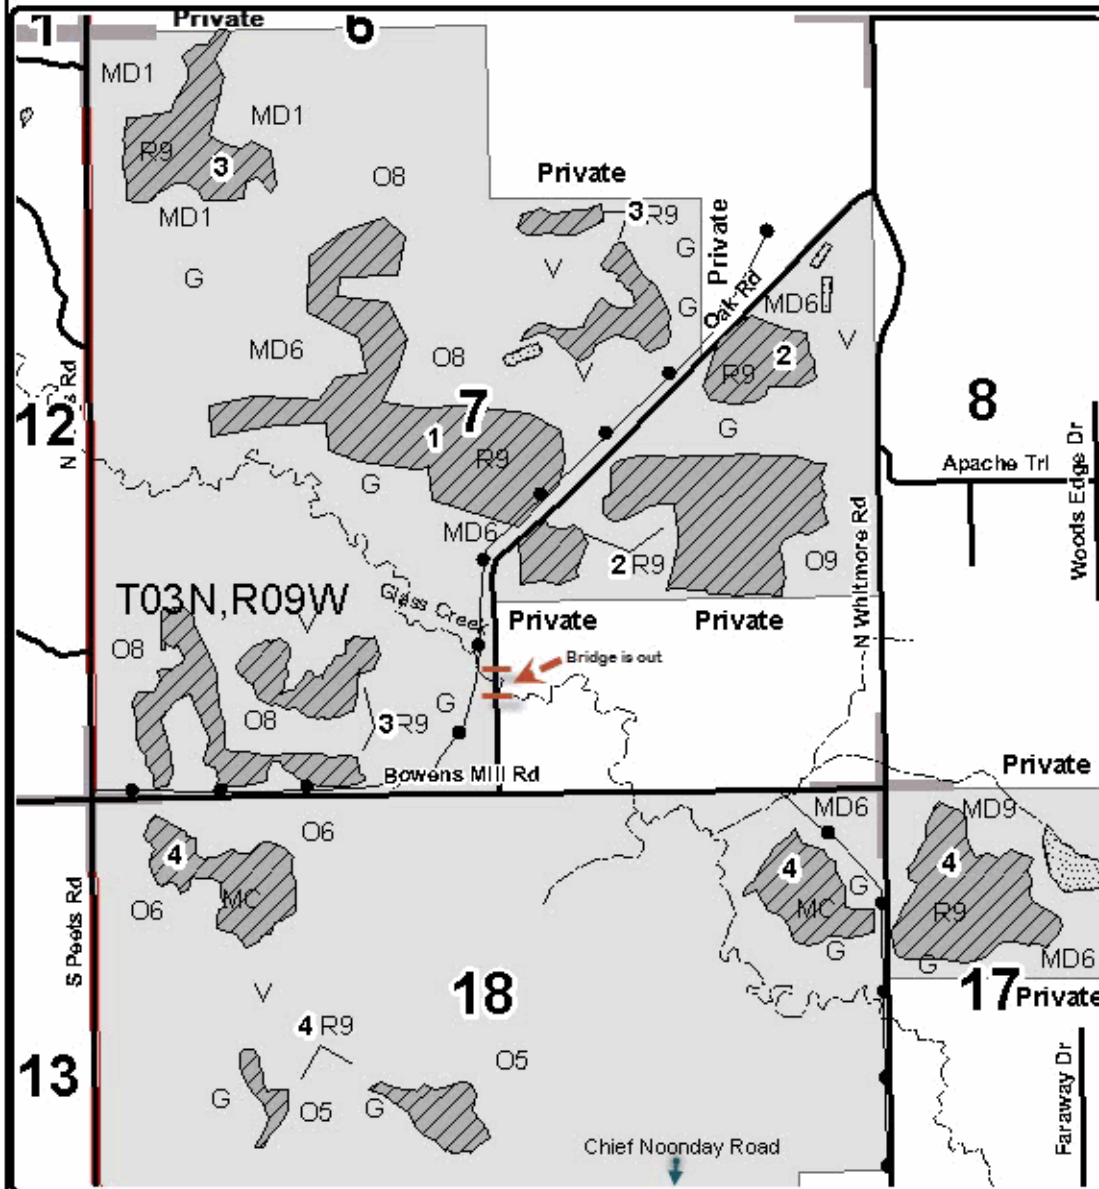 1
Private
6
MD1
MD1
R9
3
O8
Private
MD1
3 R9
G
Private
G
V
Oak Rd
MD6
G
MD6
O8
2
V
V
R9
N
s Rd
12
7
8
1
G
R9
G
Apache Trl
Woods Edge Dr
MD6
N Whitmore Rd
2 R9
O9
T03N,R09W
Glass Creek
V
Private
Private
O8
Bridge is out
G
O8
3 R9
Bowens Mill Rd
Private
O6
MD6
MD9
4
4
4
G
O6
MC
MC
R9
S Peets Rd
G
G
MD6
V
18
17
Private
4 R9
O5
13
G
O5
G
Faraway Dr
Chief Noonday Road